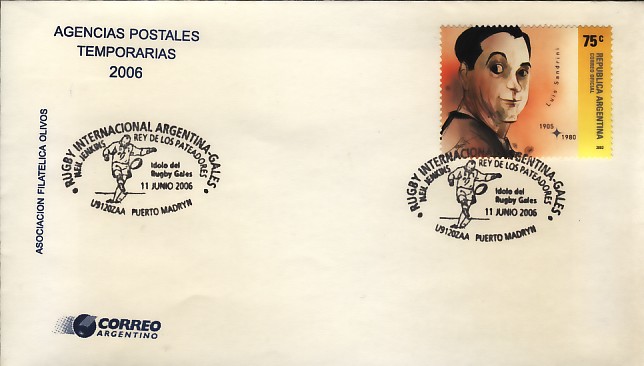 AGENCIAS POSTALES
TEMPORARIAS
2006
ASOCIACION FILATELICA OLIVOS
RUGBY INTERNACIONAL ARGENTINA-GALES
NEIL JENKINS REY DE LOS PATEADORES
Idolo del
Rugby Gales
11 JUNIO 2006
U9120ZAA PUERTO MADRYN
CORREO
ARGENTINO
75c
REPUBLICA ARGENTINA
CORREO OFICIAL
Luis Sandrini
1905
1980
RUGBY INTERNACIONAL ARGENTINA-GALES
NEIL JENKINS REY DE LOS PATEADORES
Idolo del
Rugby Gales
11 JUNIO 2006
U9120ZAA PUERTO MADRYN